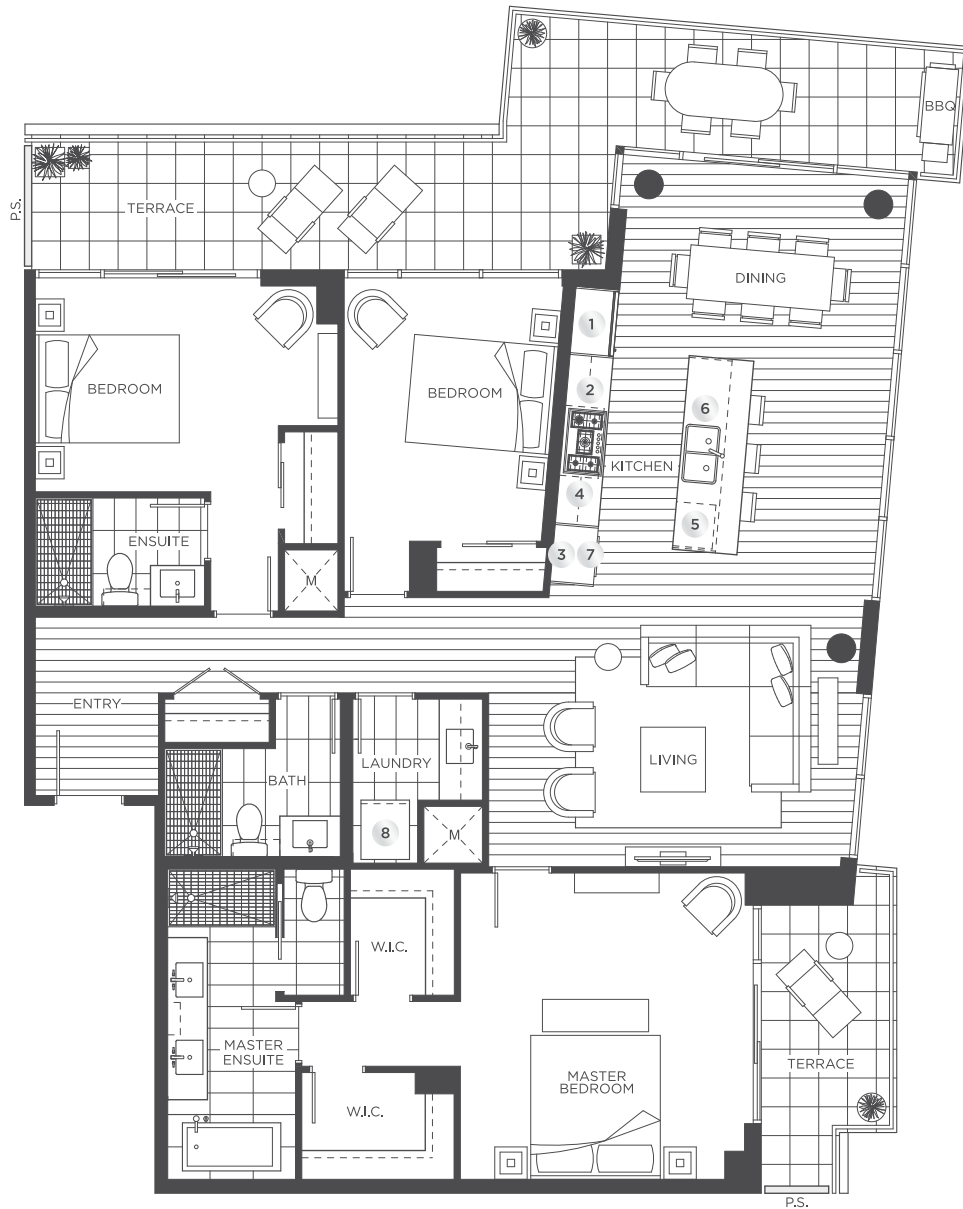 BBQ
P.S.
TERRACE
DINING
1
BEDROOM
BEDROOM
2
6
KITCHEN
4
5
ENSUITE
3 7
M
ENTRY
LIVING
LAUNDRY
BATH
8
M
W.I.C.
MASTER
ENSUITE
TERRACE
MASTER
BEDROOM
W.I.C.
P.S.